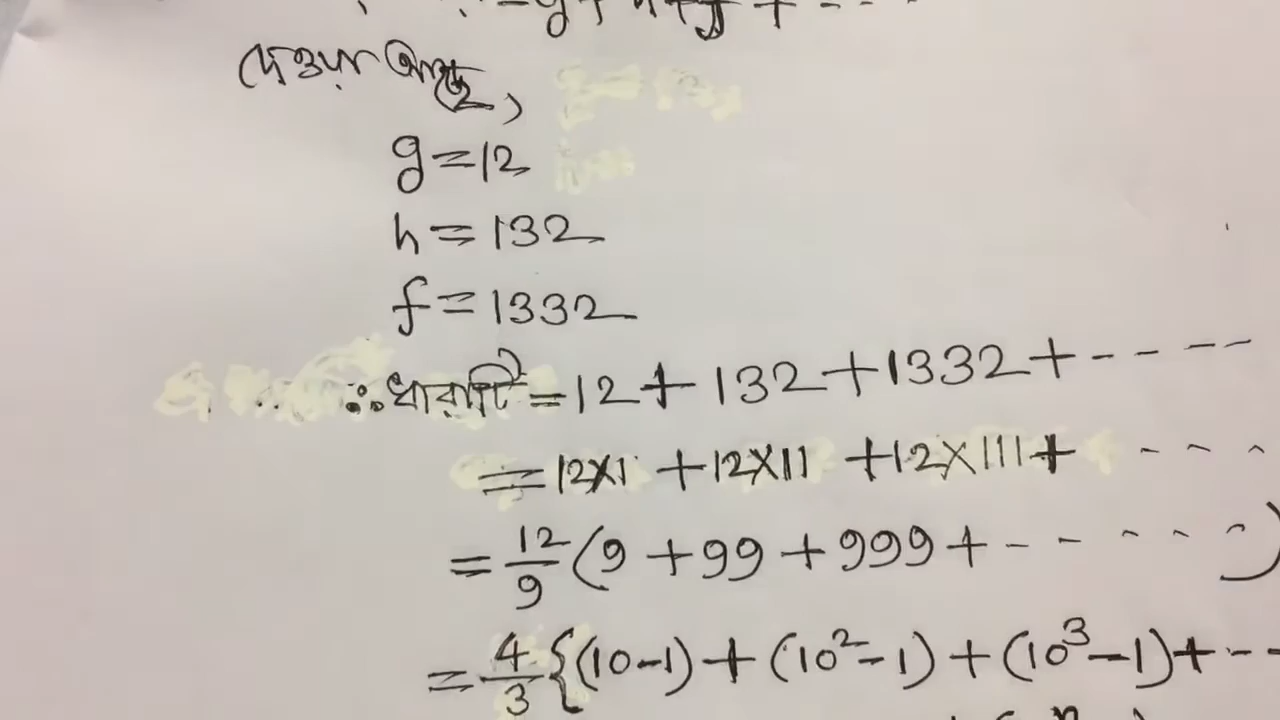 দেওয়া আছে,
g=12
h=132
f=1332
∴ ধারাটি = 12 + 132 + 1332 + - - - -
= 12×1 + 12×11 + 12×111 + - - -
= 12/9 (9 + 99 + 999 + - - - - -)
= 4/3 {(10-1) + (10²-1) + (10³-1) + - -